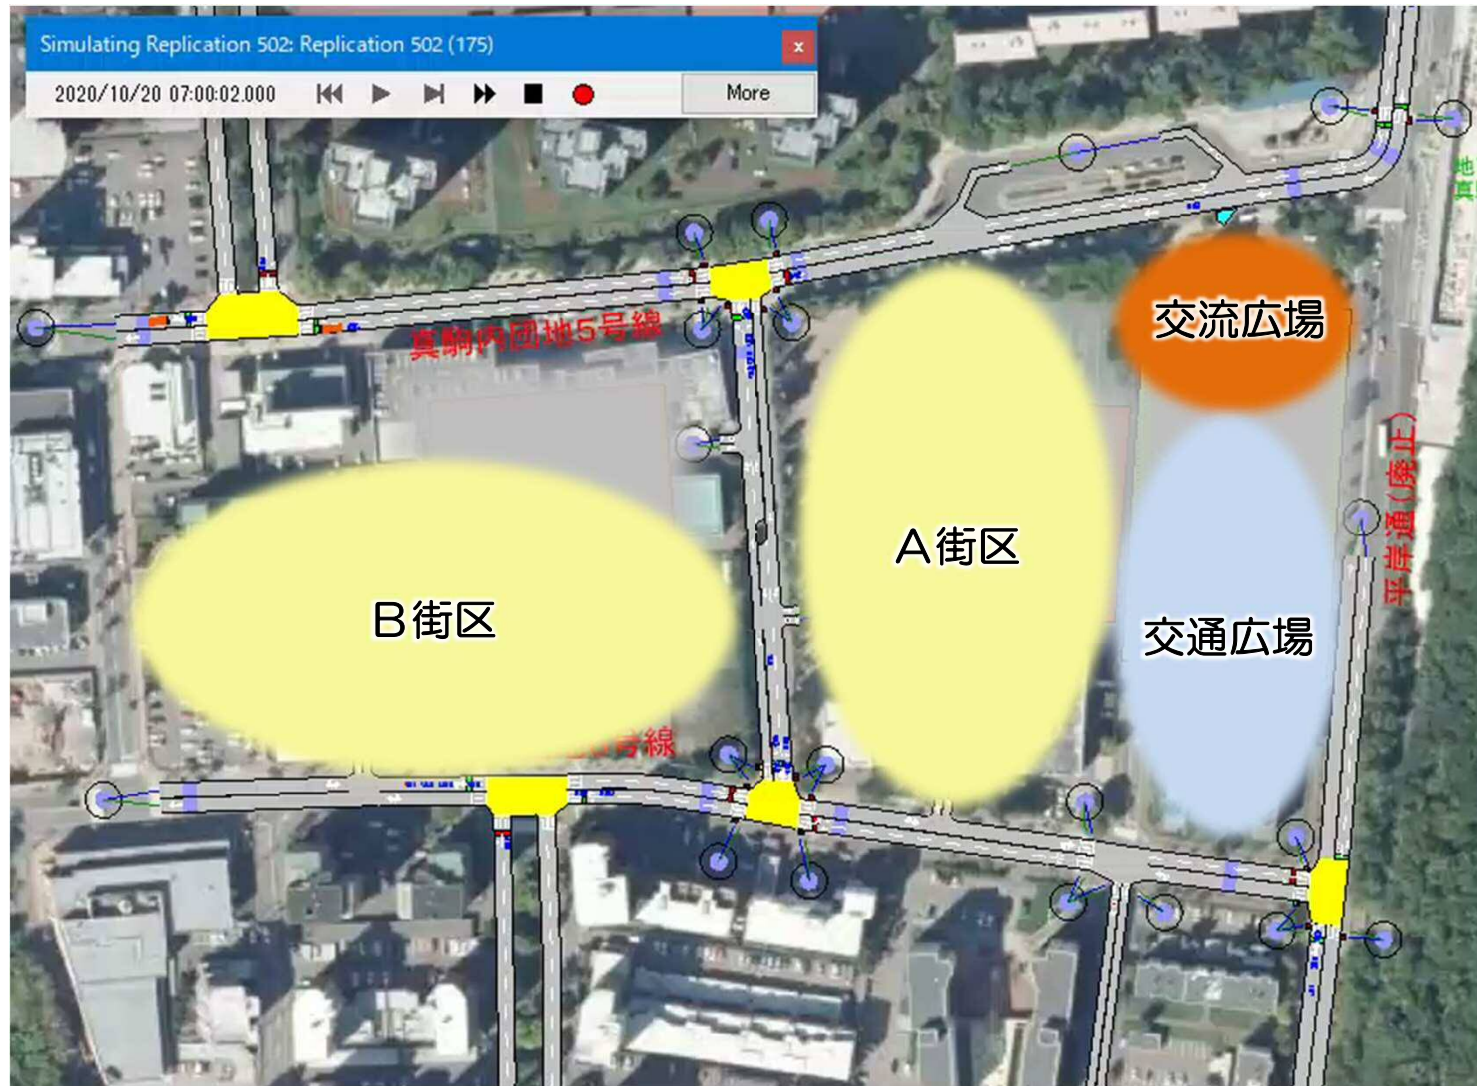 Simulating Replication 502: Replication 502 (175)
2020/10/20 07:00:02.000
More
真駒内団地5号線
交流広場
A街区
B街区
交通広場
平岸通(廃止)
号線